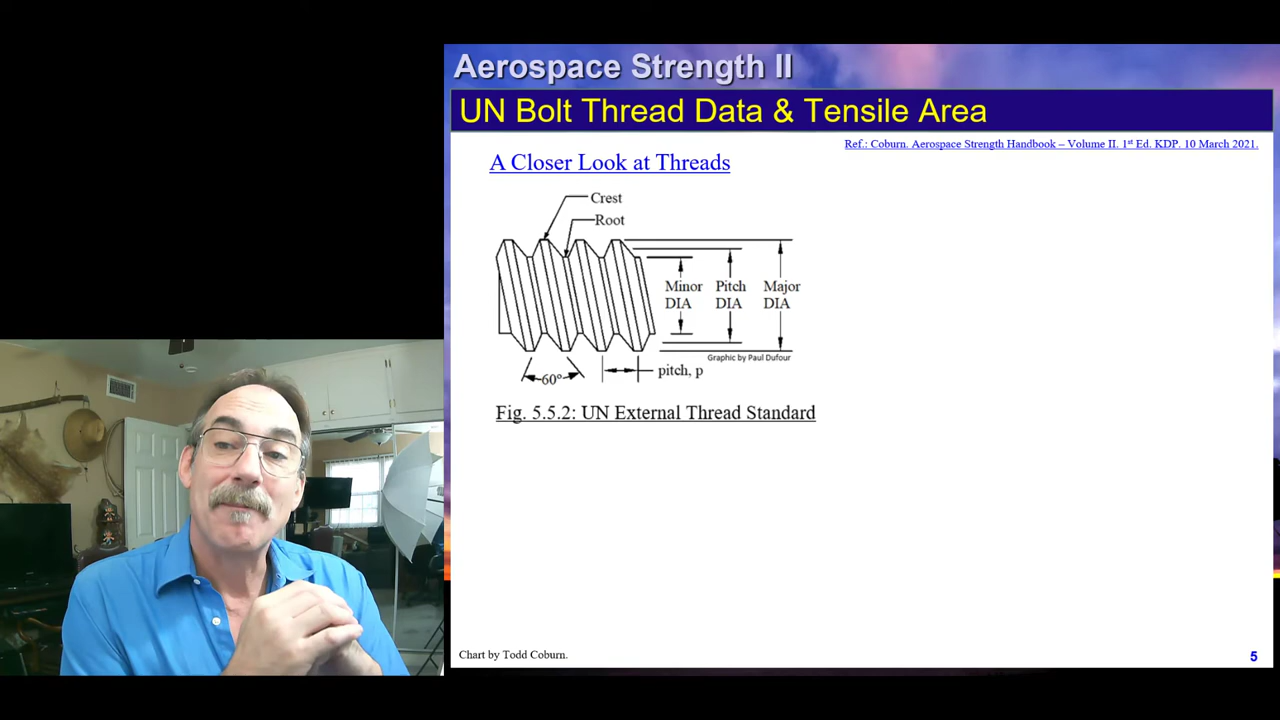 Aerospace Strength II
UN Bolt Thread Data & Tensile Area
Ref.: Coburn. Aerospace Strength Handbook – Volume II. 1st Ed. KDP. 10 March 2021.
A Closer Look at Threads
Crest
Root
Minor DIA
Pitch DIA
Major DIA
Graphic by Paul Dufour
60º
pitch, p
Fig. 5.5.2: UN External Thread Standard
Chart by Todd Coburn.
5